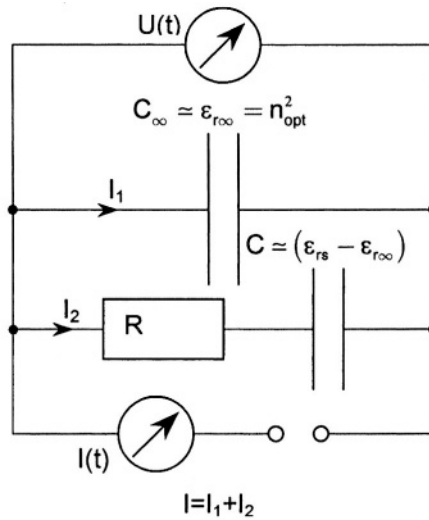 U(t)
C∞ ≃ εr∞ = n²opt
I₁
C ≃ (εrs − εr∞)
I₂
R
I(t)
I=I₁+I₂